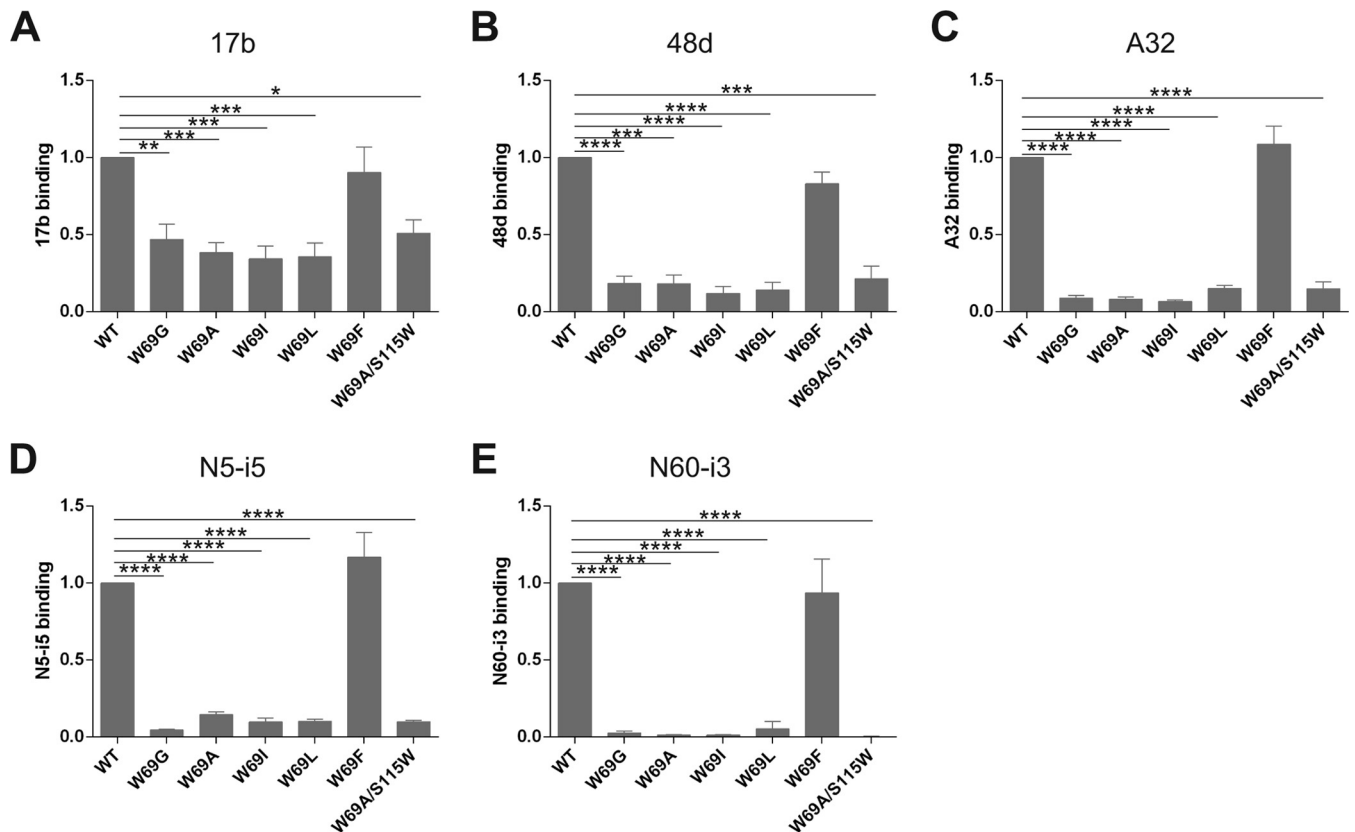 A
17b
1.5
1.0
0.5
0.0
17b binding
*
***
***
***
**
WT
W69G
W69A
W69I
W69L
W69F
W69A/S115W
B
48d
1.5
1.0
0.5
0.0
48d binding
***
****
****
***
****
WT
W69G
W69A
W69I
W69L
W69F
W69A/S115W
C
A32
1.5
1.0
0.5
0.0
A32 binding
****
****
****
****
****
WT
W69G
W69A
W69I
W69L
W69F
W69A/S115W
D
N5-i5
1.5
1.0
0.5
0.0
N5-i5 binding
****
****
****
****
****
WT
W69G
W69A
W69I
W69L
W69F
W69A/S115W
E
N60-i3
1.5
1.0
0.5
0.0
N60-i3 binding
****
****
****
****
****
WT
W69G
W69A
W69I
W69L
W69F
W69A/S115W